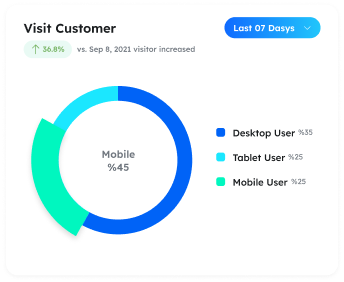 Visit Customer
Last 07 Dasys
36.8% vs. Sep 8, 2021 visitor increased
Mobile
%45
Desktop User %35
Tablet User %25
Mobile User %25